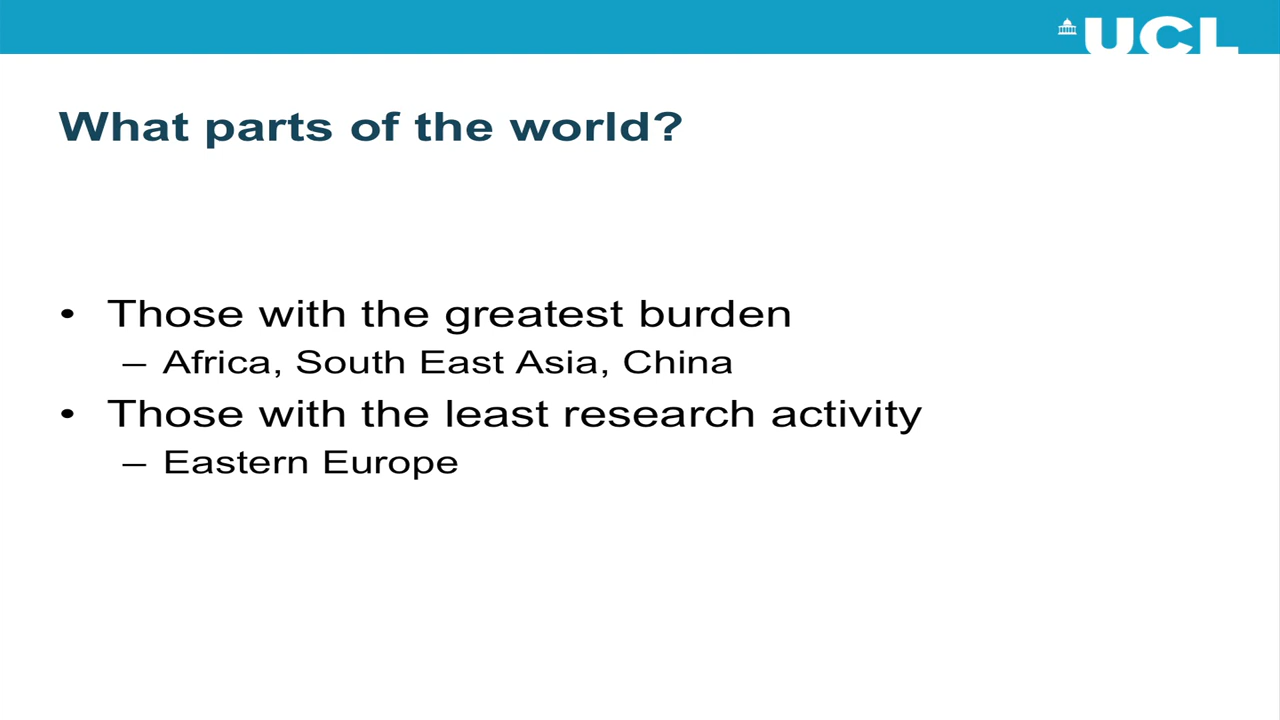 UCL
What parts of the world?
• Those with the greatest burden
– Africa, South East Asia, China
• Those with the least research activity
– Eastern Europe